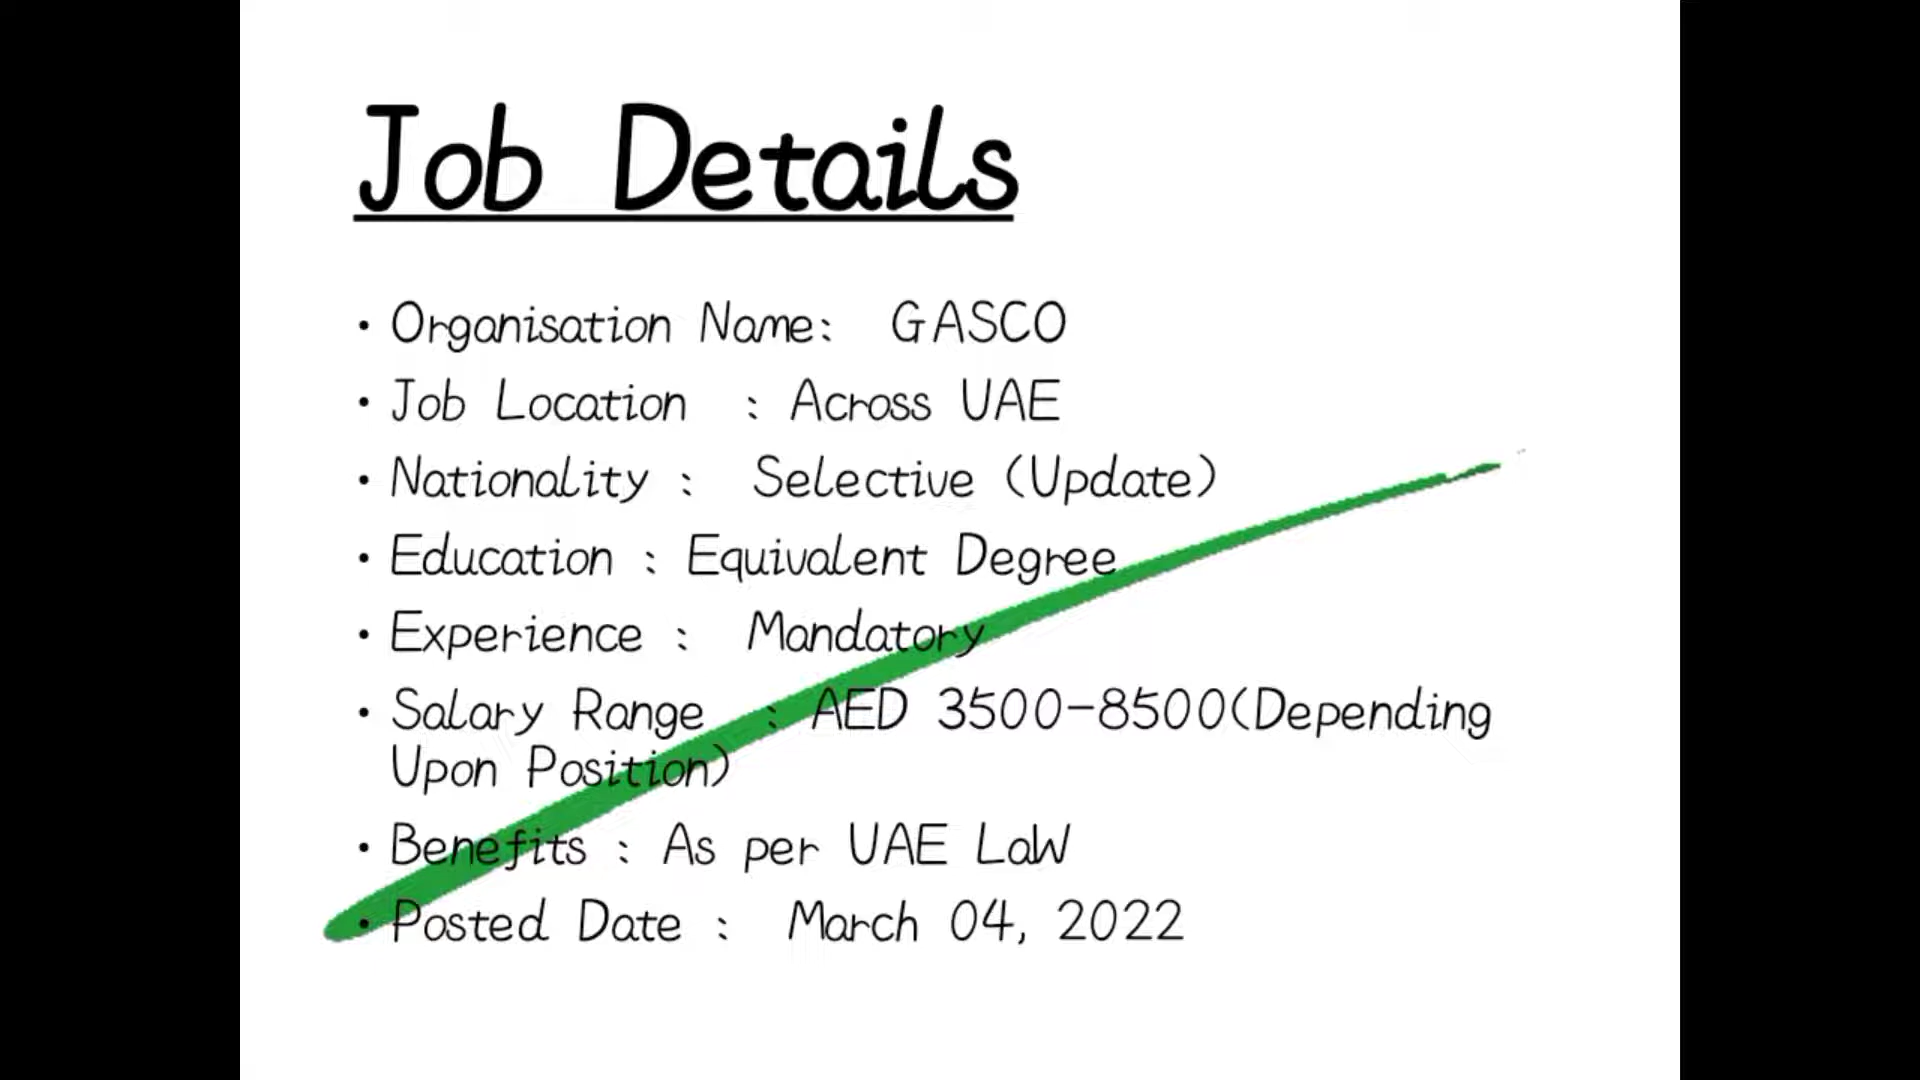 Job Details
• Organisation Name: GASCO
• Job Location : Across UAE
• Nationality : Selective (Update)
• Education : Equivalent Degree
• Experience : Mandatory
• Salary Range : AED 3500-8500(Depending
Upon Position)
• Benefits : As per UAE LaW
• Posted Date : March 04, 2022